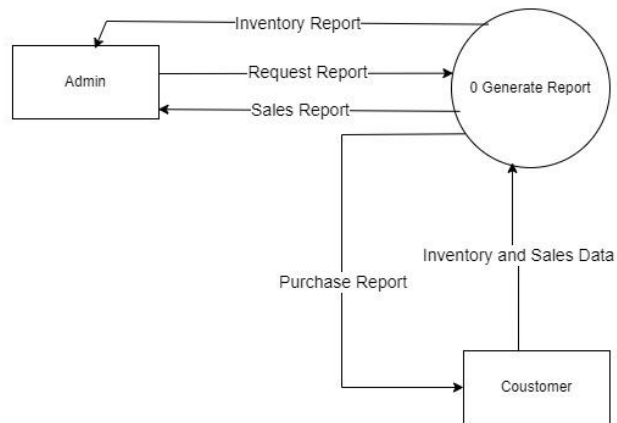 Inventory Report
Admin
Request Report
0 Generate Report
Sales Report
Inventory and Sales Data
Purchase Report
Coustomer